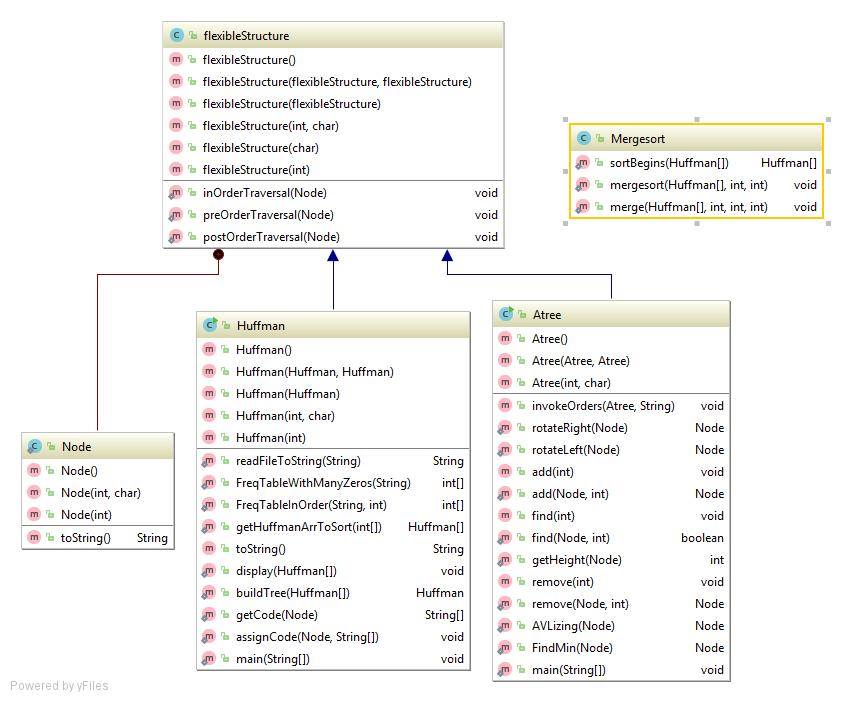 flexibleStructure
flexibleStructure()
flexibleStructure(flexibleStructure, flexibleStructure)
flexibleStructure(flexibleStructure)
flexibleStructure(int, char)
flexibleStructure(char)
flexibleStructure(int)
inOrderTraversal(Node) void
preOrderTraversal(Node) void
postOrderTraversal(Node) void
Mergesort
sortBegins(Huffman[]) Huffman[]
mergesort(Huffman[], int, int) void
merge(Huffman[], int, int, int) void
Node
Node()
Node(int, char)
Node(int)
toString() String
Huffman
Huffman()
Huffman(Huffman, Huffman)
Huffman(Huffman)
Huffman(int, char)
Huffman(int)
readFileToString(String) String
FreqTableWithManyZeros(String) int[]
FreqTableInOrder(String, int) int[]
getHuffmanArrToSort(int[]) Huffman[]
toString() String
display(Huffman[]) void
buildTree(Huffman[]) Huffman
getCode(Node) String[]
assignCode(Node, String[]) void
main(String[]) void
Atree
Atree()
Atree(Atree, Atree)
Atree(int, char)
invokeOrders(Atree, String) void
rotateRight(Node) Node
rotateLeft(Node) Node
add(int) void
add(Node, int) Node
find(int) void
find(Node, int) boolean
getHeight(Node) int
remove(int) void
remove(Node, int) Node
AVLizing(Node) Node
FindMin(Node) Node
main(String[]) void
Powered by yFiles